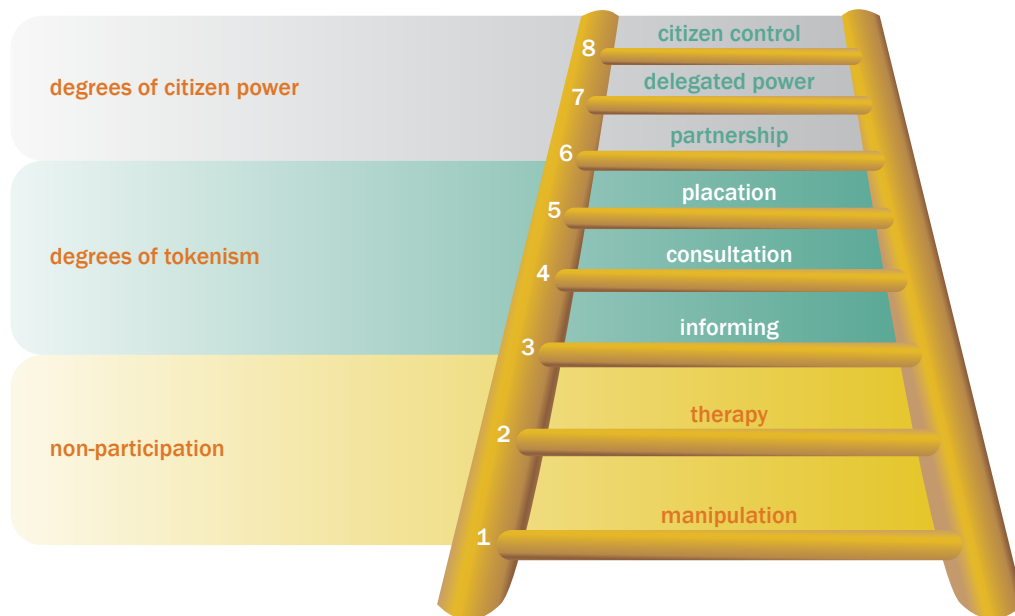 degrees of citizen power
8 citizen control
7 delegated power
6 partnership
degrees of tokenism
5 placation
4 consultation
3 informing
non-participation
2 therapy
1 manipulation